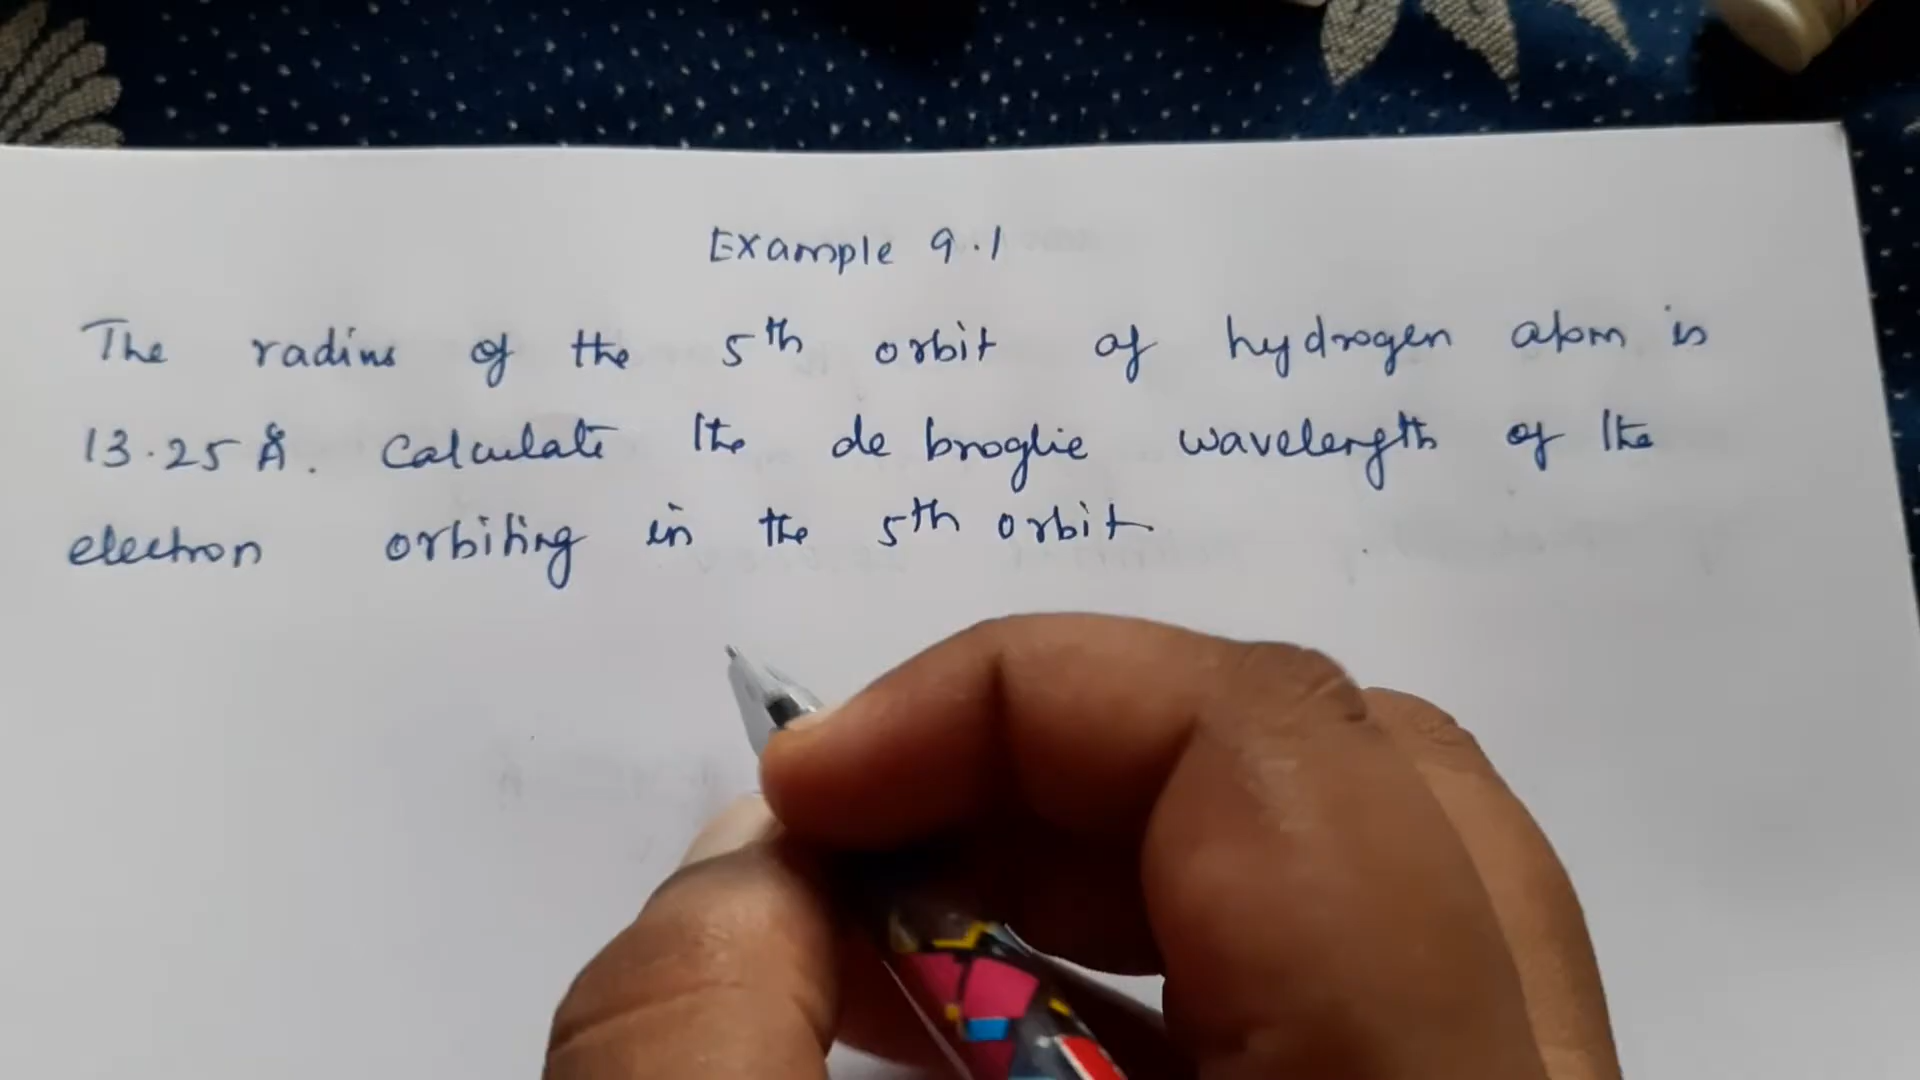 Example 9.1
The radius of the 5th orbit of hydrogen atom is
13.25 Å. Calculate the de broglie wavelength of the
electron orbiting in the 5th orbit